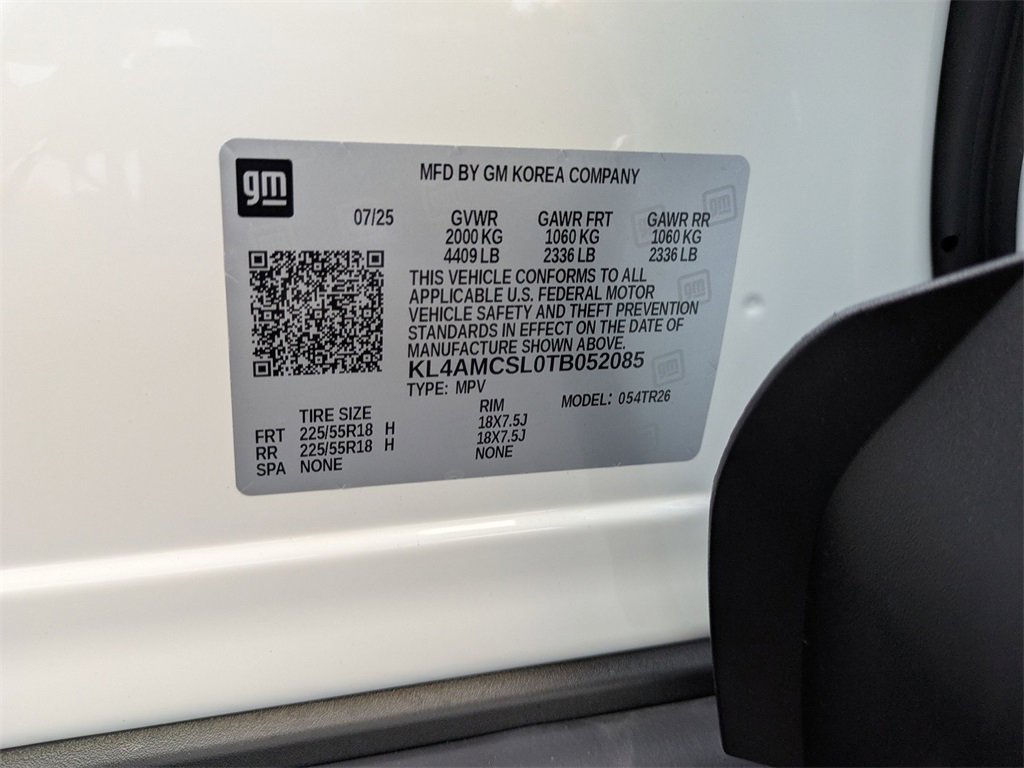 gm
MFD BY GM KOREA COMPANY
07/25 GVWR GAWR FRT GAWR RR
2000 KG 1060 KG 1060 KG
4409 LB 2336 LB 2336 LB
THIS VEHICLE CONFORMS TO ALL
APPLICABLE U.S. FEDERAL MOTOR
VEHICLE SAFETY AND THEFT PREVENTION
STANDARDS IN EFFECT ON THE DATE OF
MANUFACTURE SHOWN ABOVE.
KL4AMCSL0TB052085
TYPE: MPV MODEL: 054TR26
TIRE SIZE RIM
FRT 225/55R18 H 18X7.5J
RR 225/55R18 H 18X7.5J
SPA NONE NONE